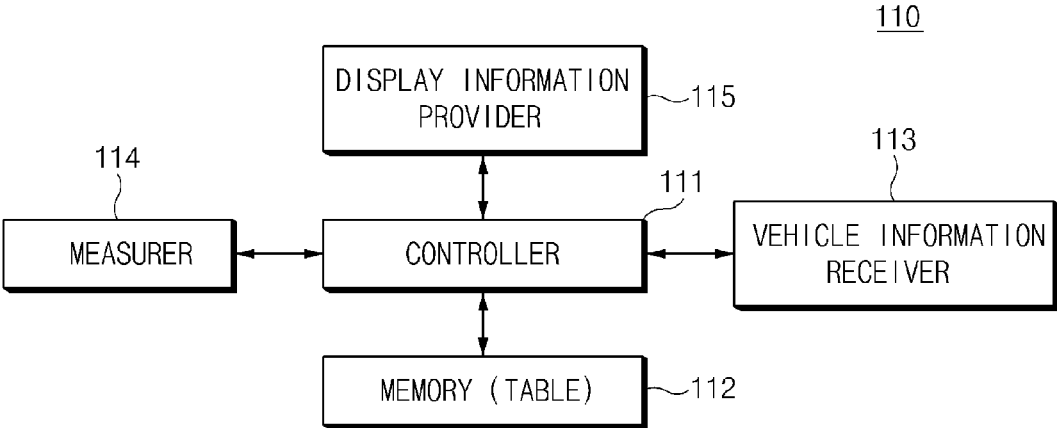 110
DISPLAY INFORMATION
PROVIDER
115
114
111
113
MEASURER
CONTROLLER
VEHICLE INFORMATION
RECEIVER
MEMORY (TABLE)
112